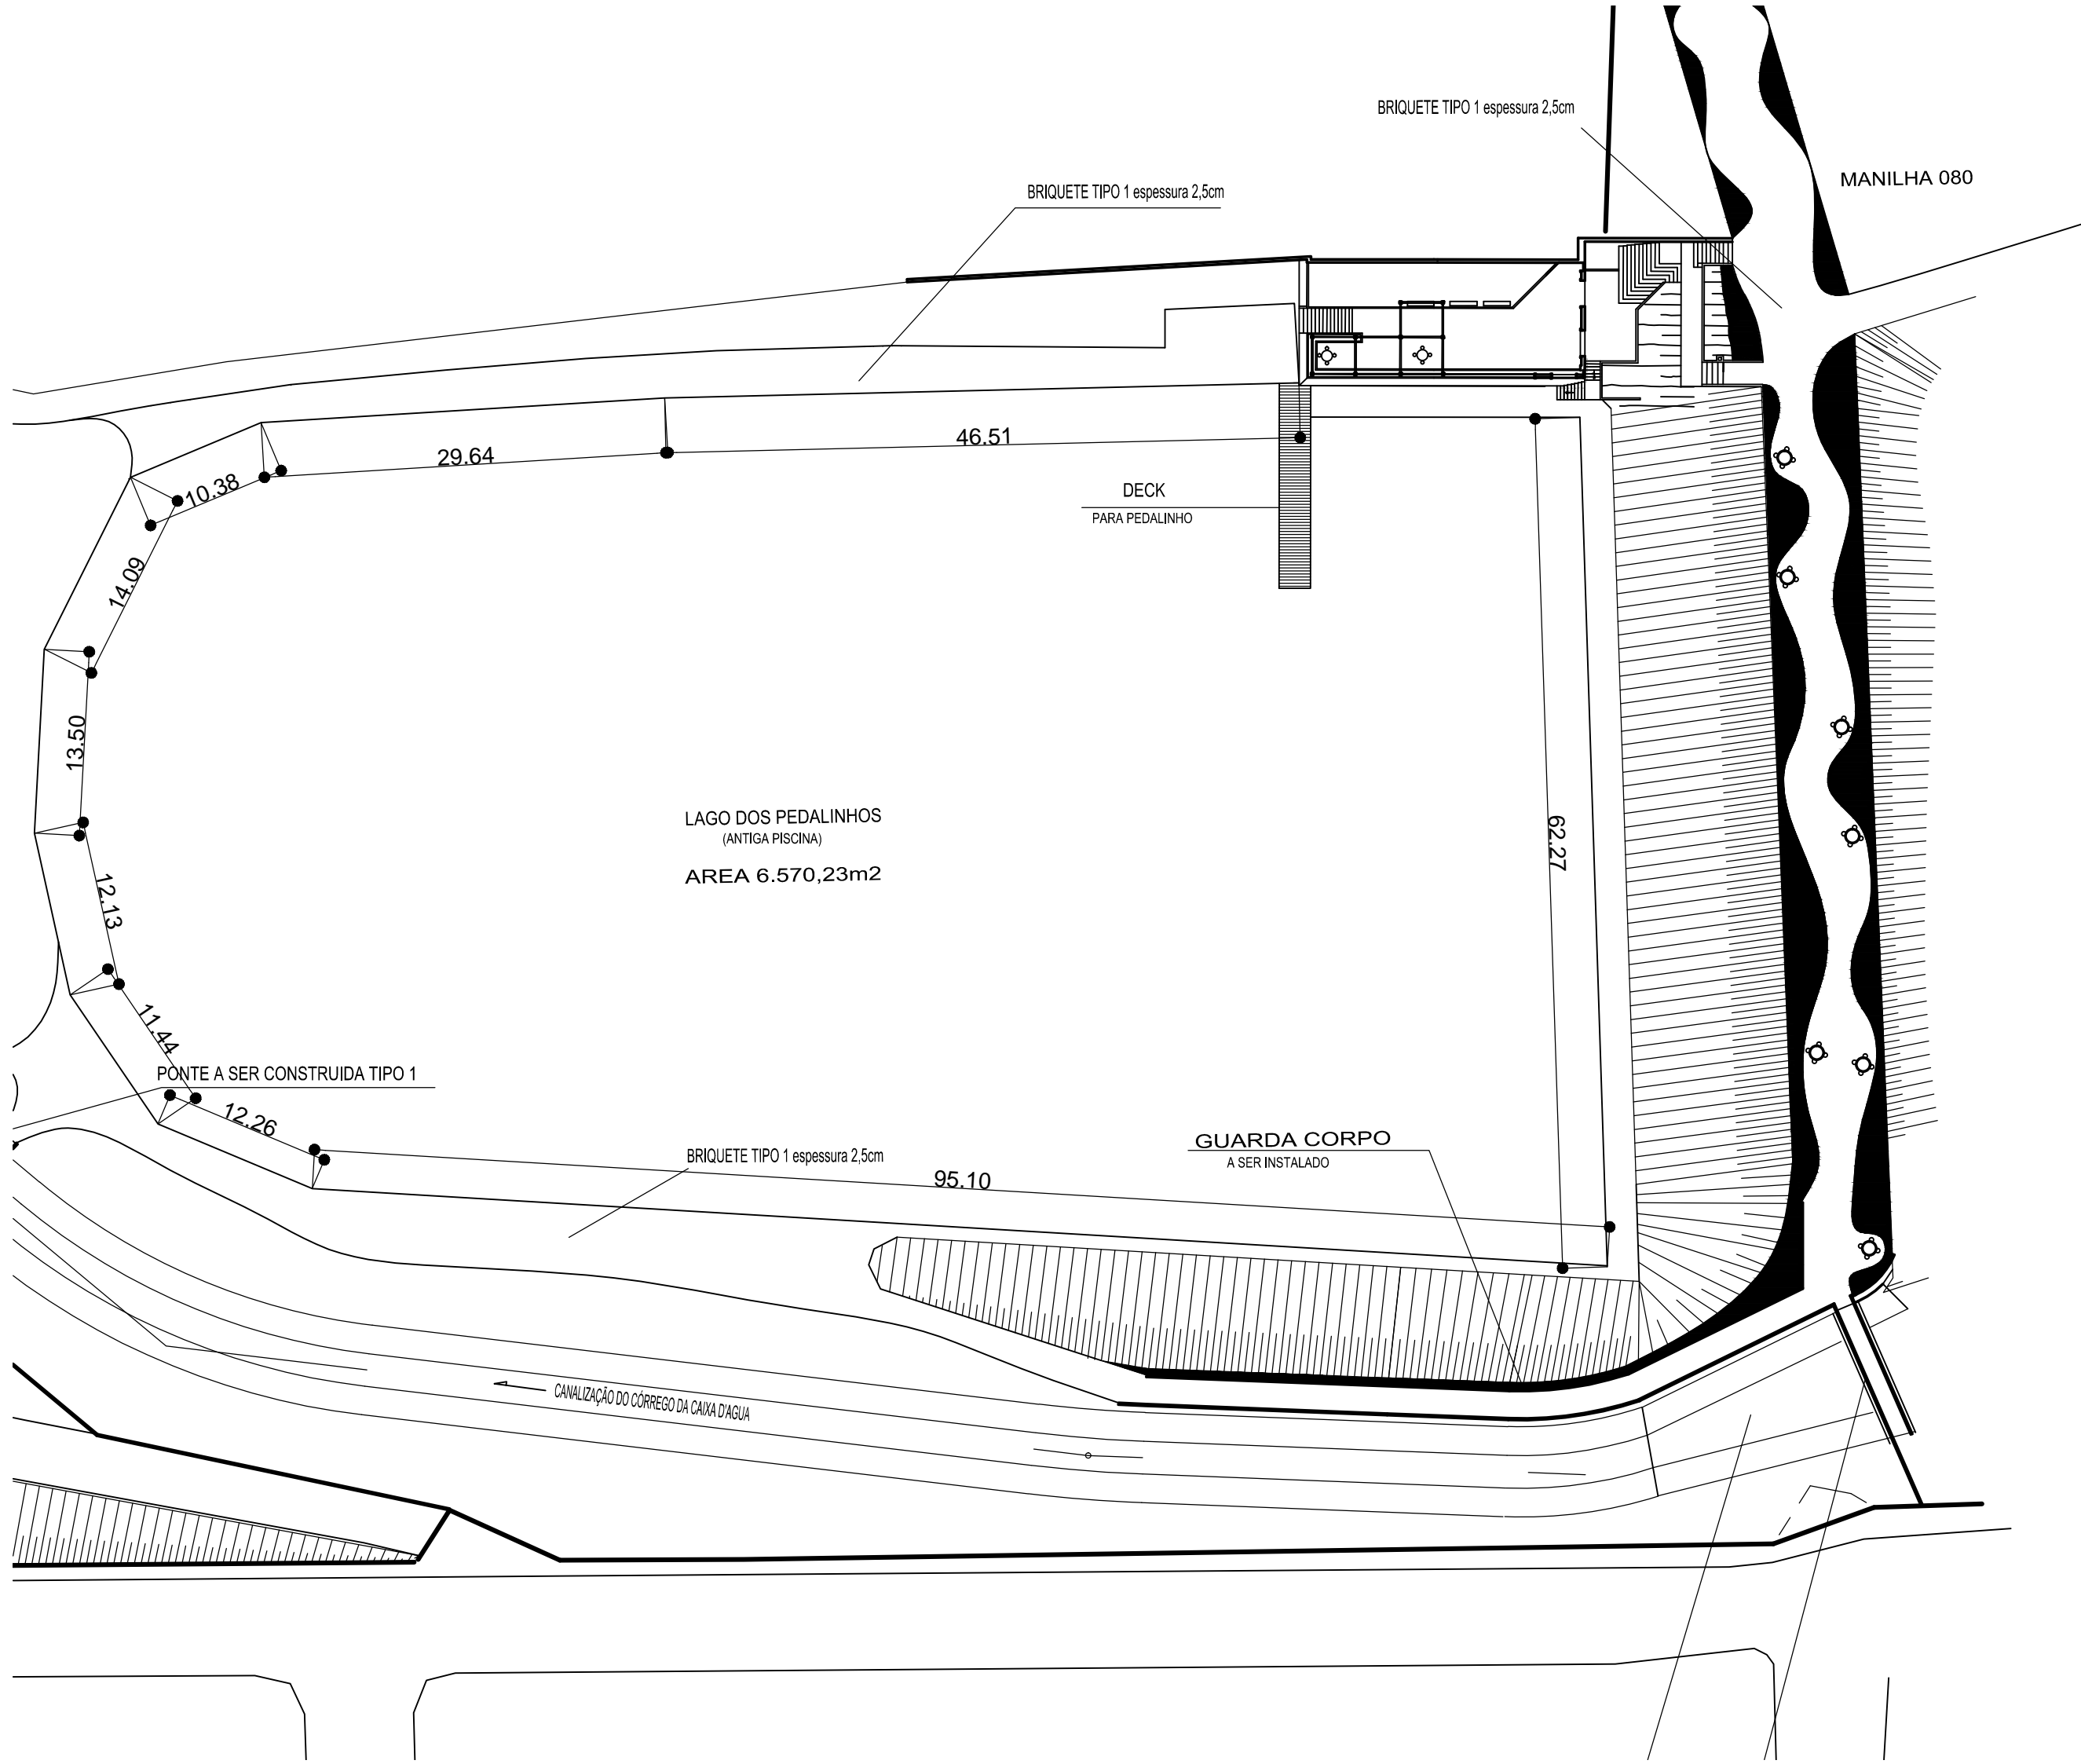 BRIQUETE TIPO 1 espessura 2,5cm
MANILHA 080
BRIQUETE TIPO 1 espessura 2,5cm
46.51
29.64
10.38
DECK
PARA PEDALINHO
14.09
13.50
LAGO DOS PEDALINHOS
(ANTIGA PISCINA)
AREA 6.570,23m2
62.27
12.13
11.44
PONTE A SER CONSTRUIDA TIPO 1
12.26
BRIQUETE TIPO 1 espessura 2,5cm
95.10
GUARDA CORPO
A SER INSTALADO
CANALIZAÇÃO DO CÓRREGO DA CAIXA D'AGUA